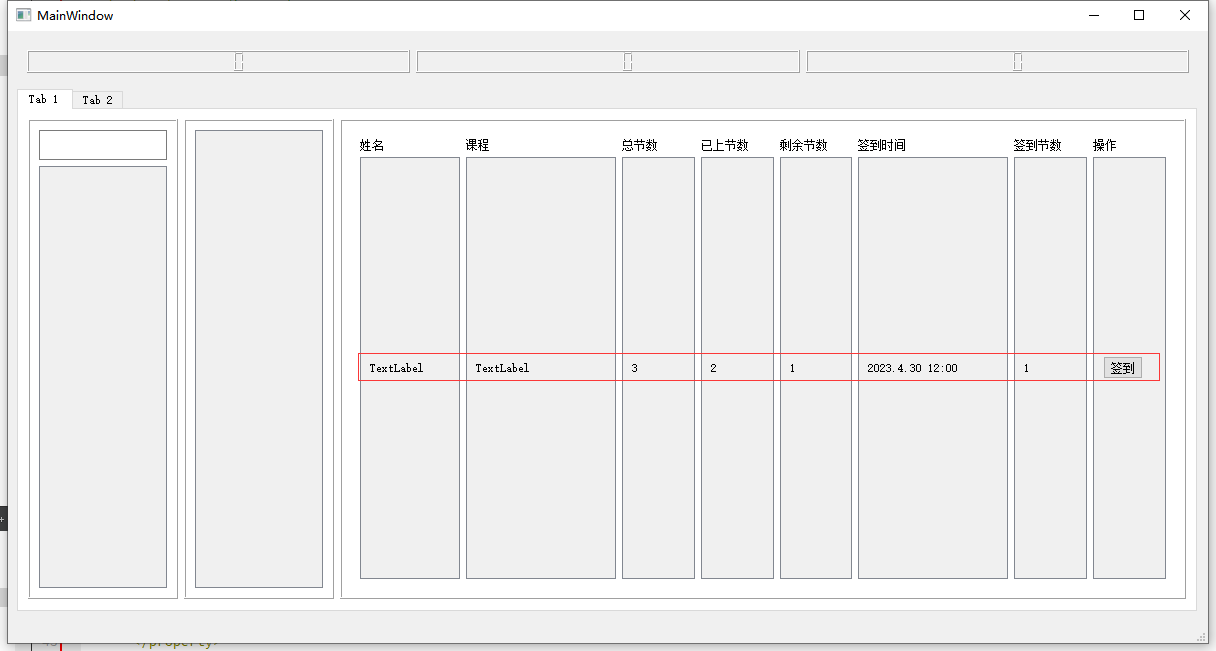 MainWindow
Tab 1 Tab 2
姓名 课程 总节数 已上节数 剩余节数 签到时间 签到节数 操作
TextLabel TextLabel 3 2 1 2023.4.30 12:00 1 签到
</property>